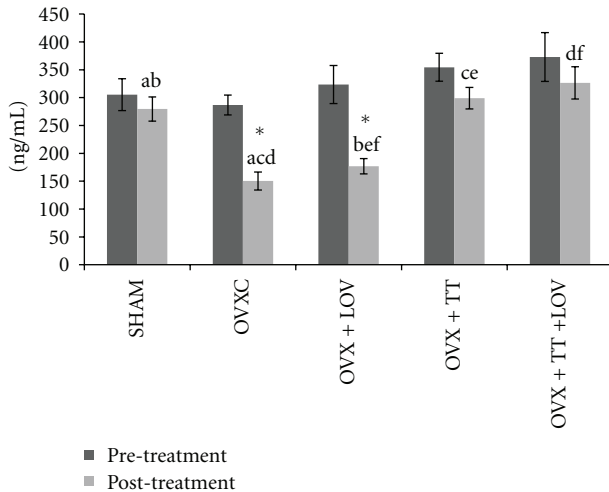 450
400
350
300
250
200
150
100
50
0
(ng/mL)
ab
*
acd
*
bef
ce
df
SHAM
OVXC
OVX + LOV
OVX + TT
OVX + TT +LOV
Pre-treatment
Post-treatment